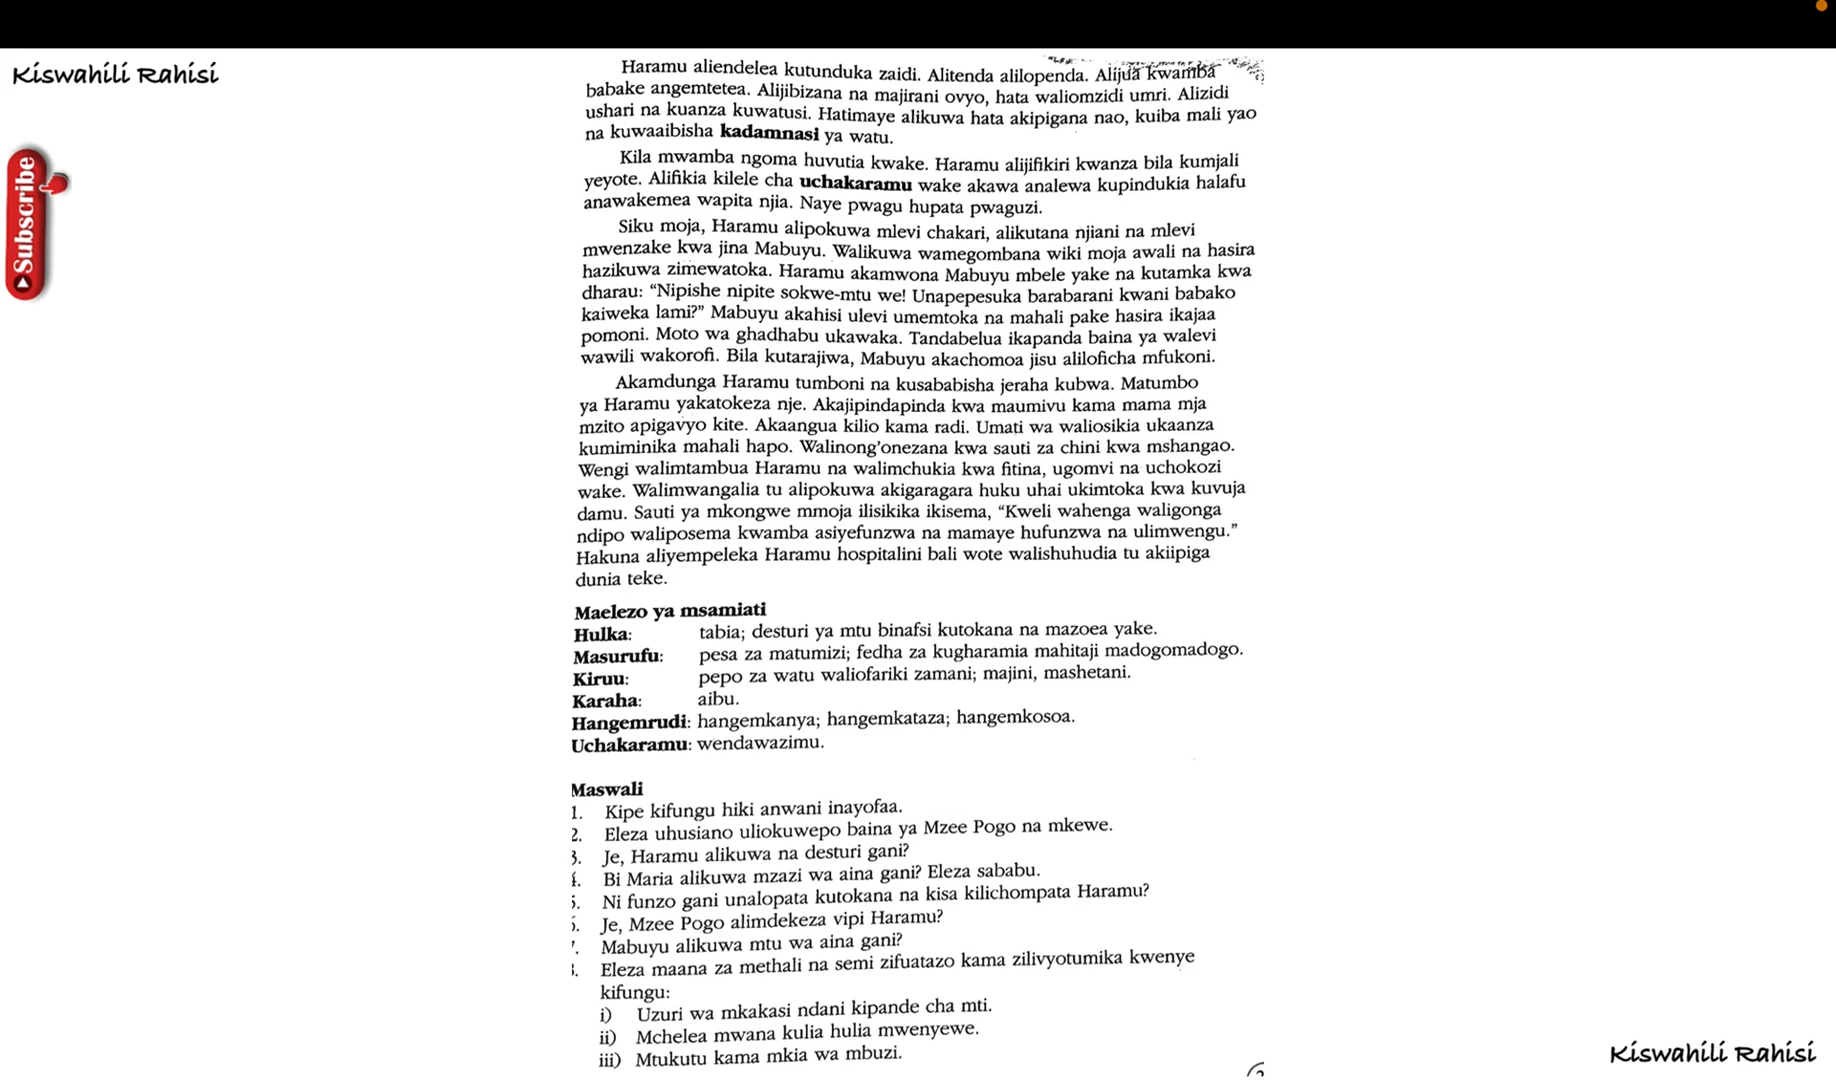 Kiswahili Rahisi
Subscribe
Haramu aliendelea kutunduka zaidi. Alitenda alilopenda. Alijua kwamba
babake angemtetea. Alijibizana na majirani ovyo, hata waliomzidi umri. Alizidi
ushari na kuanza kuwatusi. Hatimaye alikuwa hata akipigana nao, kuiba mali yao
na kuwaaibisha kadamnasi ya watu.
Kila mwamba ngoma huvutia kwake. Haramu alijifikiri kwanza bila kumjali
yeyote. Alifikia kilele cha uchakaramu wake akawa analewa kupindukia halafu
anawakemea wapita njia. Naye pwagu hupata pwaguzi.
Siku moja, Haramu alipokuwa mlevi chakari, alikutana njiani na mlevi
mwenzake kwa jina Mabuyu. Walikuwa wamegombana wiki moja awali na hasira
hazikuwa zimewatoka. Haramu akamwona Mabuyu mbele yake na kutamka kwa
dharau: “Nipishe nipite sokwe-mtu we! Unapepesuka barabarani kwani babako
kaiweka lami?” Mabuyu akahisi ulevi umemtoka na mahali pake hasira ikajaa
pomoni. Moto wa ghadhabu ukawaka. Tandabelua ikapanda baina ya walevi
wawili wakorofi. Bila kutarajiwa, Mabuyu akachomoa jisu aliloficha mfukoni.
Akamdunga Haramu tumboni na kusababisha jeraha kubwa. Matumbo
ya Haramu yakatokeza nje. Akajipindapinda kwa maumivu kama mama mja
mzito apigavyo kite. Akaangua kilio kama radi. Umati wa waliosikia ukaanza
kumiminika mahali hapo. Walinong’onezana kwa sauti za chini kwa mshangao.
Wengi walimtambua Haramu na walimchukia kwa fitina, ugomvi na uchokozi
wake. Walimwangalia tu alipokuwa akigaragara huku uhai ukimtoka kwa kuvuja
damu. Sauti ya mkongwe mmoja ilisikika ikisema, “Kweli wahenga waligonga
ndipo waliposema kwamba asiyefunzwa na mamaye hufunzwa na ulimwengu.”
Hakuna aliyempeleka Haramu hospitalini bali wote walishuhudia tu akiipiga
dunia teke.
Maelezo ya msamiati
Hulka: tabia; desturi ya mtu binafsi kutokana na mazoea yake.
Masurufu: pesa za matumizi; fedha za kugharamia mahitaji madogomadogo.
Kiruu: pepo za watu waliofariki zamani; majini, mashetani.
Karaha: aibu.
Hangemrudi: hangemkanya; hangemkataza; hangemkosoa.
Uchakaramu: wendawazimu.
Maswali
1. Kipe kifungu hiki anwani inayofaa.
2. Eleza uhusiano uliokuwepo baina ya Mzee Pogo na mkewe.
3. Je, Haramu alikuwa na desturi gani?
4. Bi Maria alikuwa mzazi wa aina gani? Eleza sababu.
5. Ni funzo gani unalopata kutokana na kisa kilichompata Haramu?
6. Je, Mzee Pogo alimdekeza vipi Haramu?
7. Mabuyu alikuwa mtu wa aina gani?
8. Eleza maana za methali na semi zifuatazo kama zilivyotumika kwenye
kifungu:
i) Uzuri wa mkakasi ndani kipande cha mti.
ii) Mchelea mwana kulia hulia mwenyewe.
iii) Mtukutu kama mkia wa mbuzi.
Kiswahili Rahisi